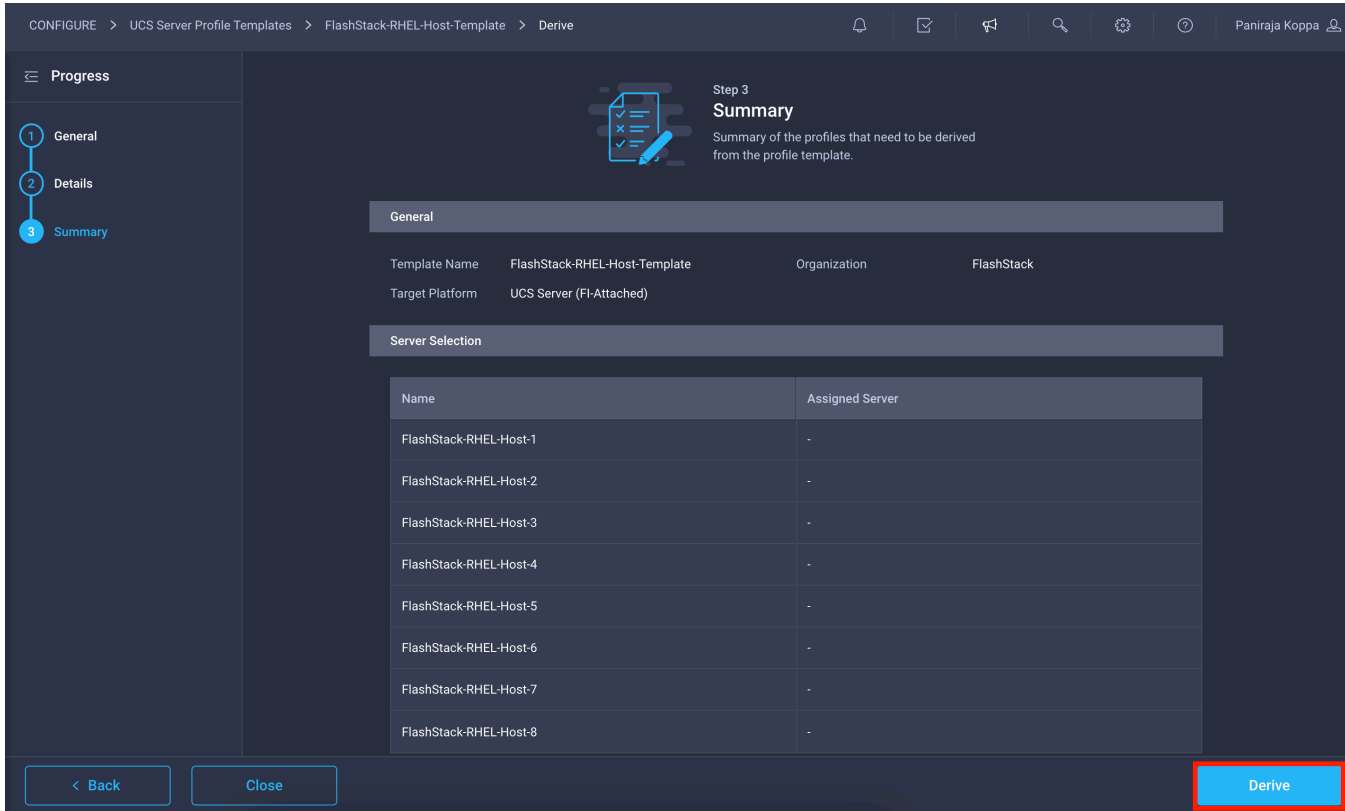 CONFIGURE > UCS Server Profile Templates > FlashStack-RHEL-Host-Template > Derive
Paniraja Koppa
Progress
1 General
2 Details
3 Summary
Step 3
Summary
Summary of the profiles that need to be derived
from the profile template.
General
Template Name FlashStack-RHEL-Host-Template Organization FlashStack
Target Platform UCS Server (FI-Attached)
Server Selection
Name Assigned Server
FlashStack-RHEL-Host-1 -
FlashStack-RHEL-Host-2 -
FlashStack-RHEL-Host-3 -
FlashStack-RHEL-Host-4 -
FlashStack-RHEL-Host-5 -
FlashStack-RHEL-Host-6 -
FlashStack-RHEL-Host-7 -
FlashStack-RHEL-Host-8 -
< Back Close Derive